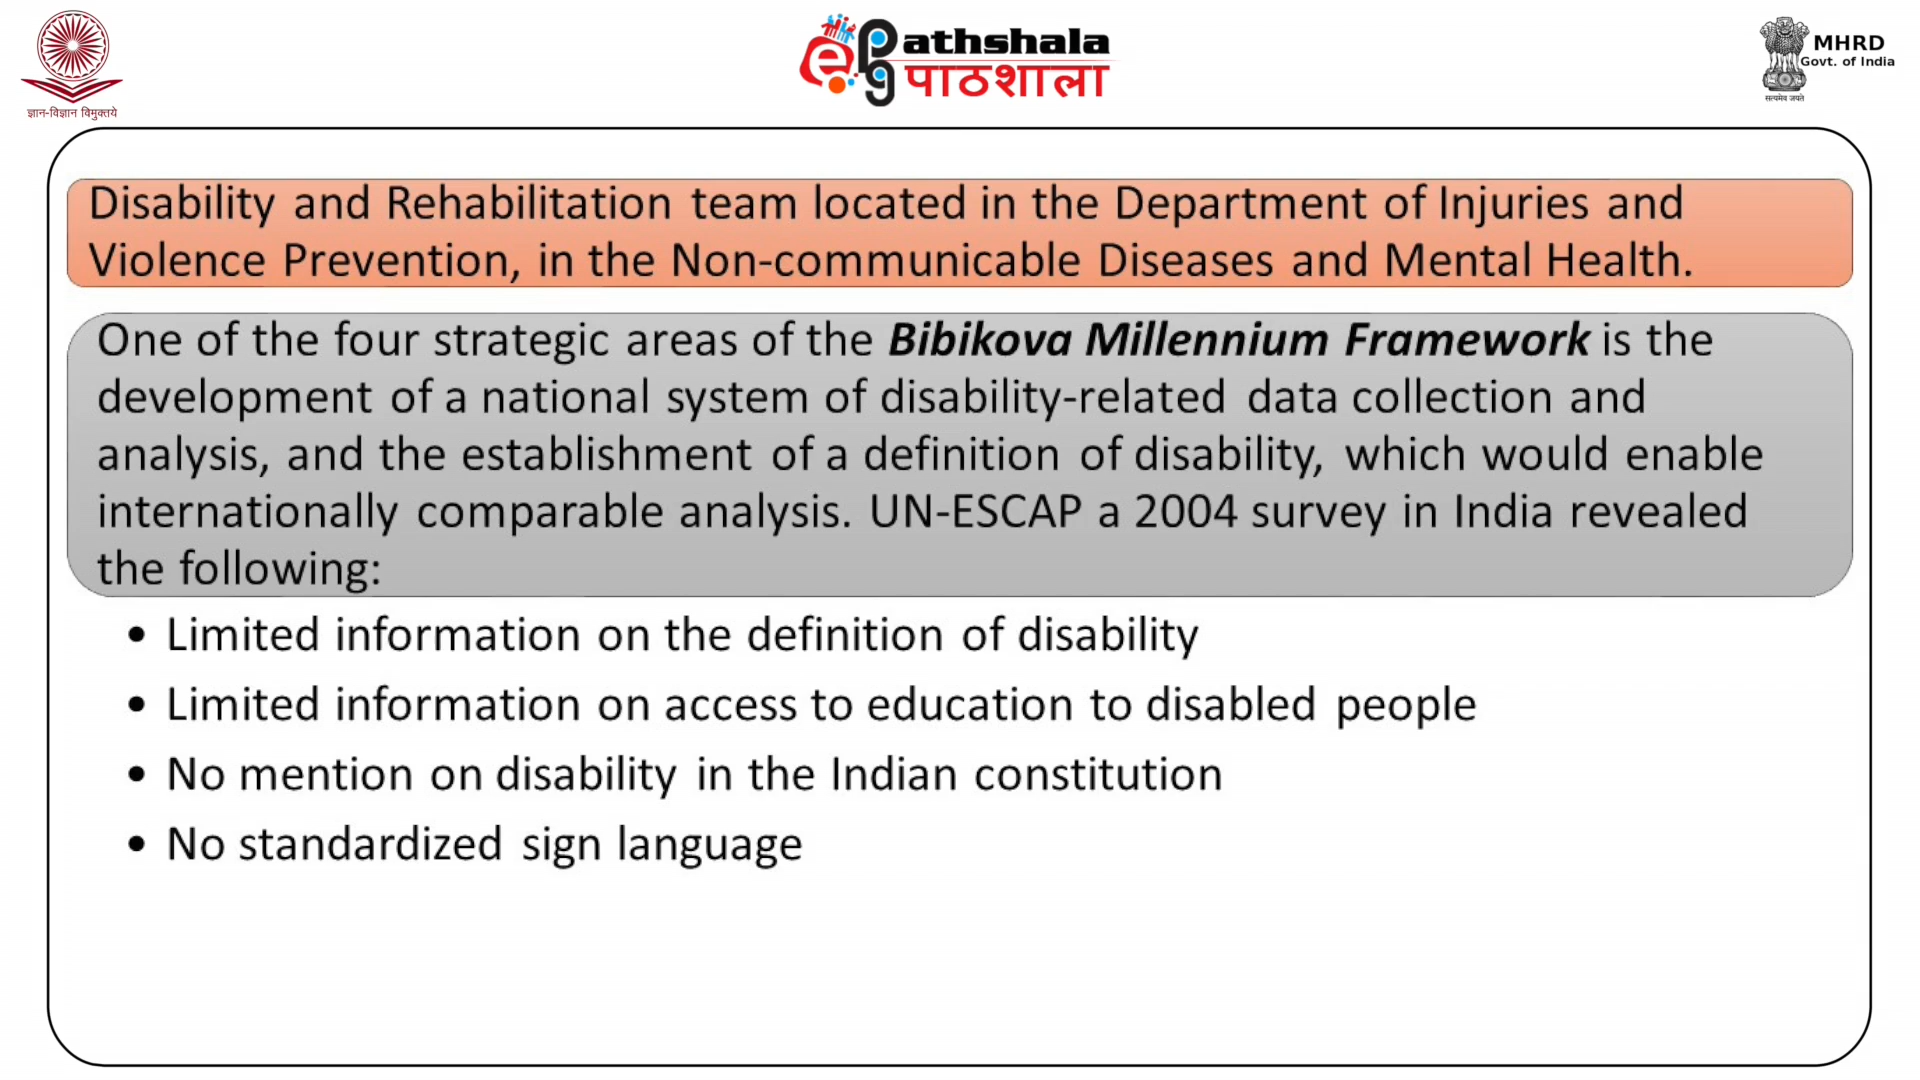 ज्ञान-विज्ञान विमुक्तये
ePg
athshala
पाठशाला
MHRD
Govt. of India
सत्यमेव जयते
Disability and Rehabilitation team located in the Department of Injuries and
Violence Prevention, in the Non-communicable Diseases and Mental Health.
One of the four strategic areas of the Bibikova Millennium Framework is the
development of a national system of disability-related data collection and
analysis, and the establishment of a definition of disability, which would enable
internationally comparable analysis. UN-ESCAP a 2004 survey in India revealed
the following:
• Limited information on the definition of disability
• Limited information on access to education to disabled people
• No mention on disability in the Indian constitution
• No standardized sign language